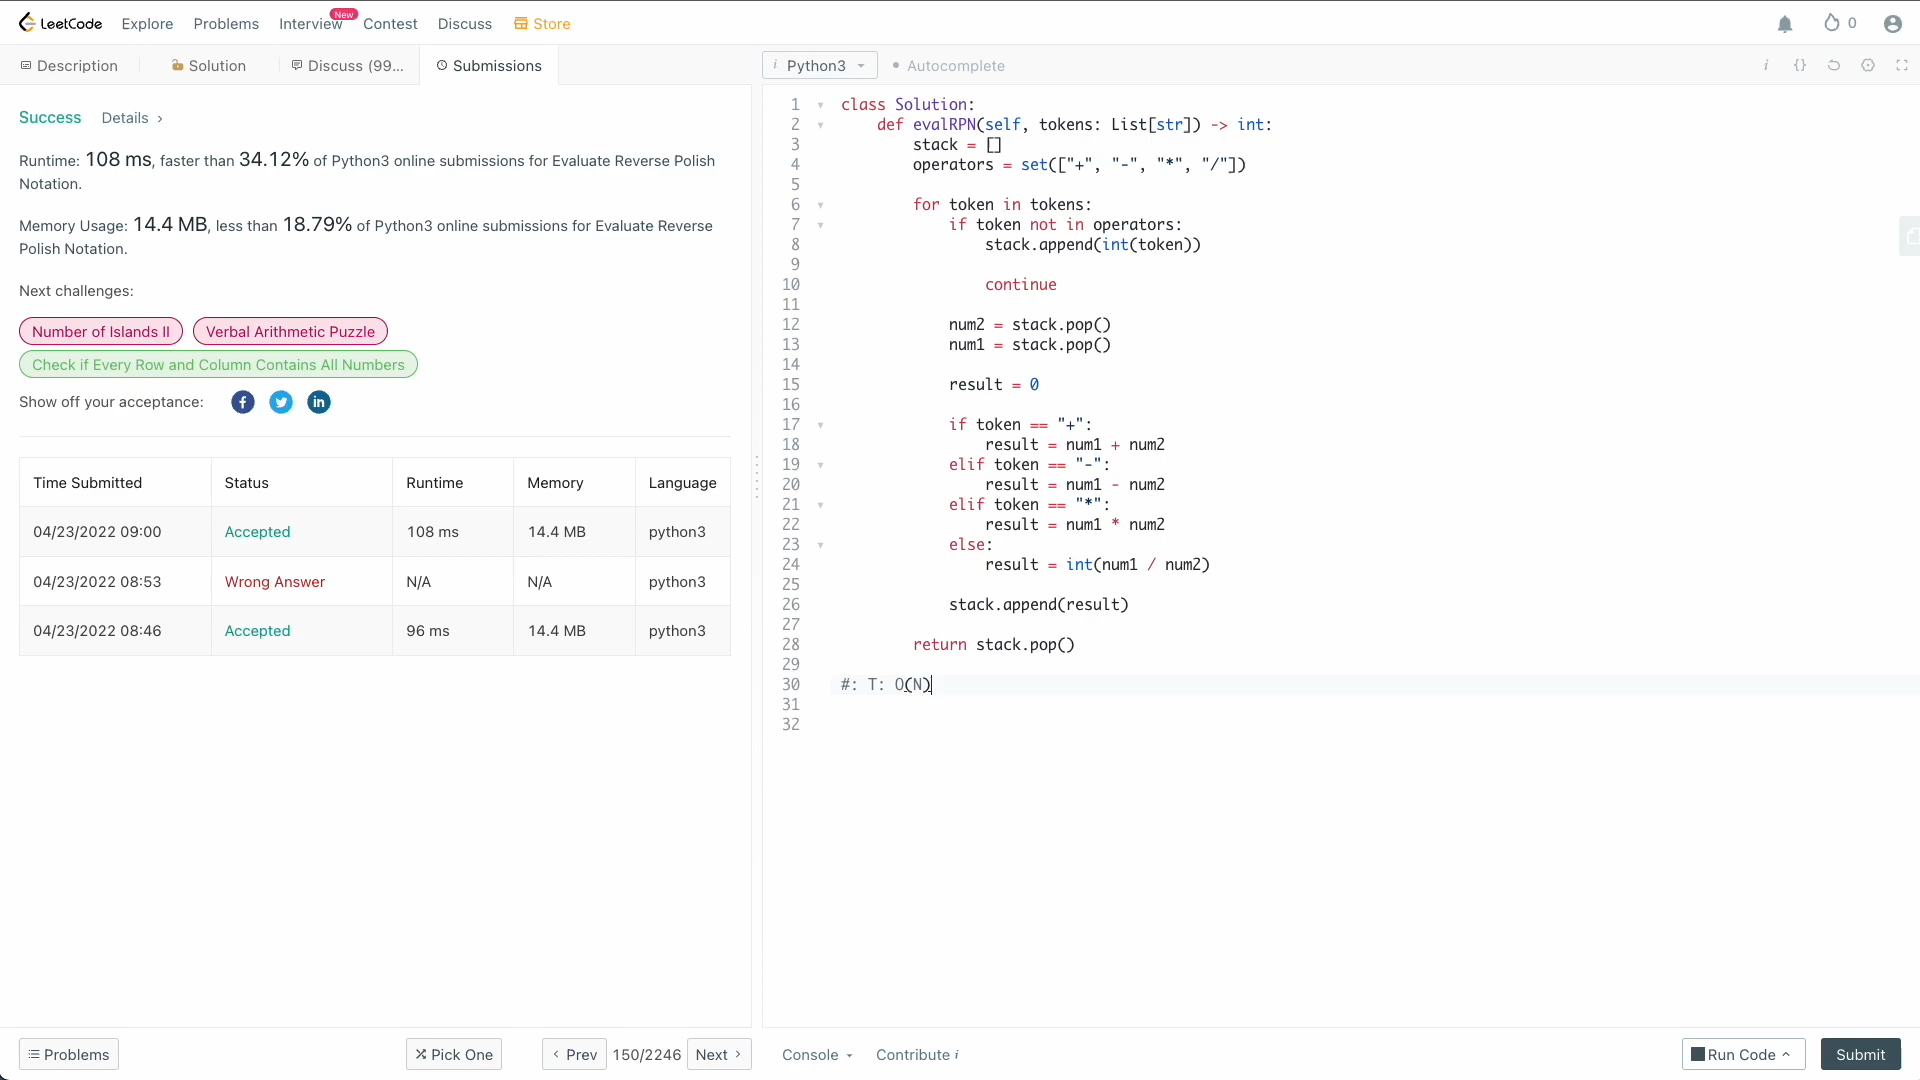 LeetCode Explore Problems Interview New Contest Discuss Store 0
Description Solution Discuss (99... Submissions
i Python3 Autocomplete i {}
Success Details ›
Runtime: 108 ms, faster than 34.12% of Python3 online submissions for Evaluate Reverse Polish
Notation.
Memory Usage: 14.4 MB, less than 18.79% of Python3 online submissions for Evaluate Reverse
Polish Notation.
Next challenges:
Number of Islands II Verbal Arithmetic Puzzle
Check if Every Row and Column Contains All Numbers
Show off your acceptance: f in
Time Submitted Status Runtime Memory Language
04/23/2022 09:00 Accepted 108 ms 14.4 MB python3
04/23/2022 08:53 Wrong Answer N/A N/A python3
04/23/2022 08:46 Accepted 96 ms 14.4 MB python3
1 class Solution:
2 def evalRPN(self, tokens: List[str]) -> int:
3 stack = []
4 operators = set(["+", "-", "*", "/"])
5
6 for token in tokens:
7 if token not in operators:
8 stack.append(int(token))
9
10 continue
11
12 num2 = stack.pop()
13 num1 = stack.pop()
14
15 result = 0
16
17 if token == "+":
18 result = num1 + num2
19 elif token == "-":
20 result = num1 - num2
21 elif token == "*":
22 result = num1 * num2
23 else:
24 result = int(num1 / num2)
25
26 stack.append(result)
27
28 return stack.pop()
29
30 #: T: O(N)
31
32
Problems Pick One ‹ Prev 150/2246 Next › Console Contribute i Run Code Submit